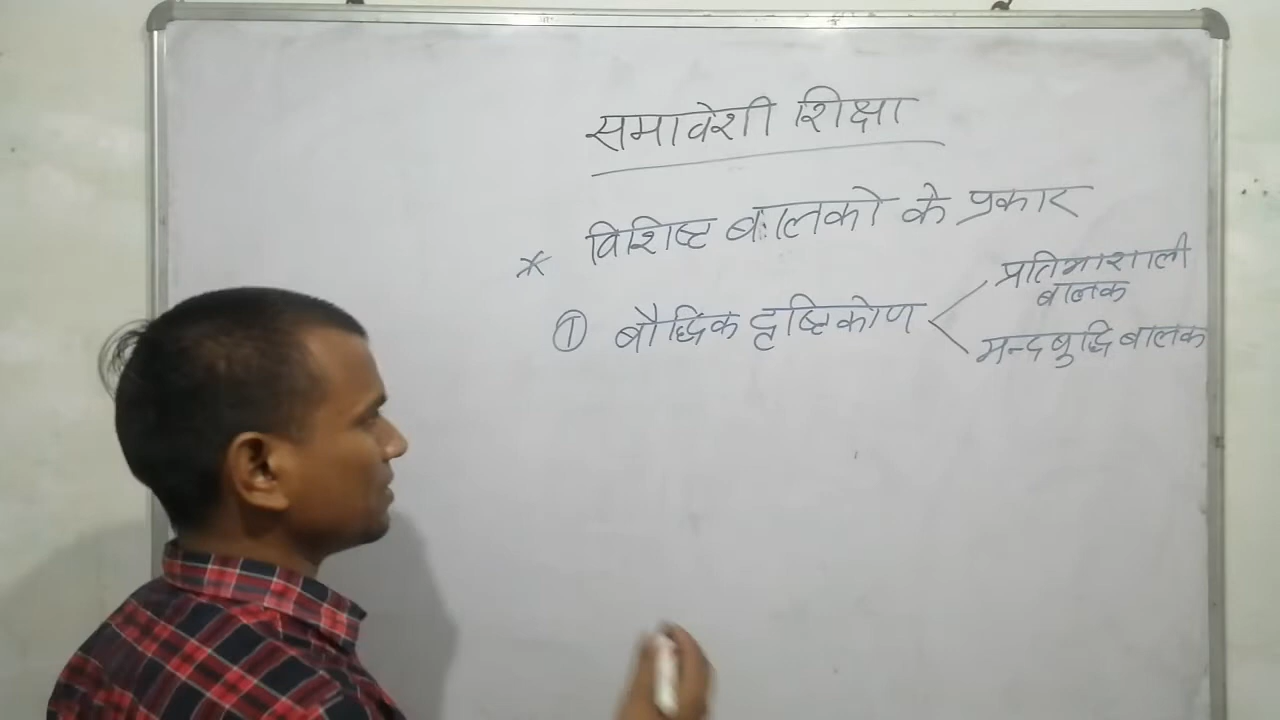 समावेशी शिक्षा
* विशिष्ट बालको के प्रकार
① बौद्धिक दृष्टिकोण < प्रतिभाशाली
बालक
मन्दबुद्धि बालक